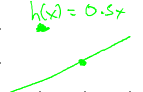 h(x) = 0.5x